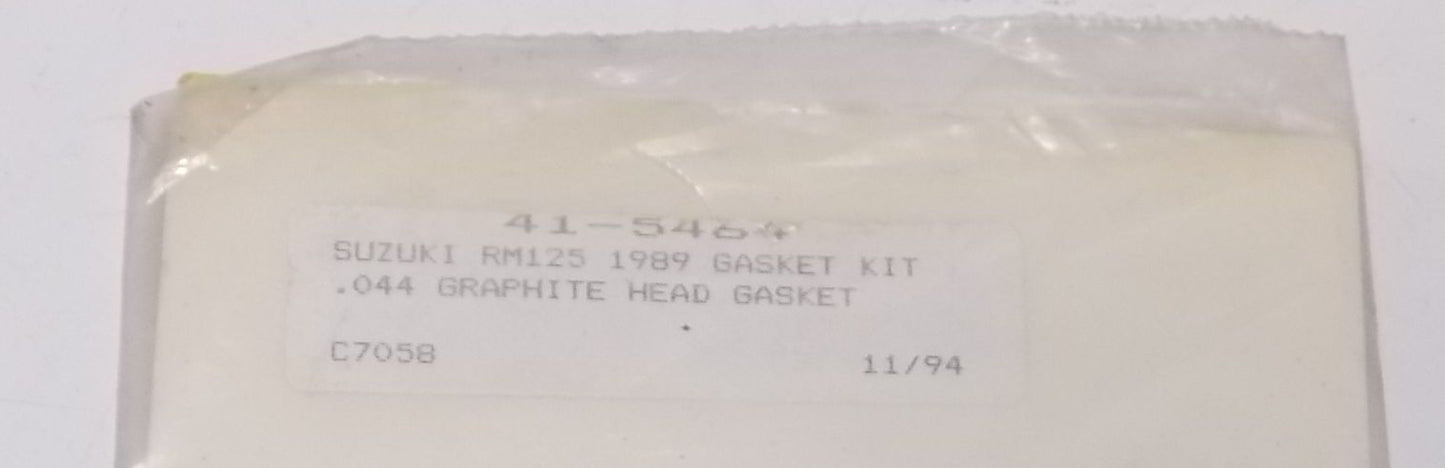 SUZUKI RM125 1989 GASKET KIT
.044 GRAPHITE HEAD GASKET
C7058 11/94